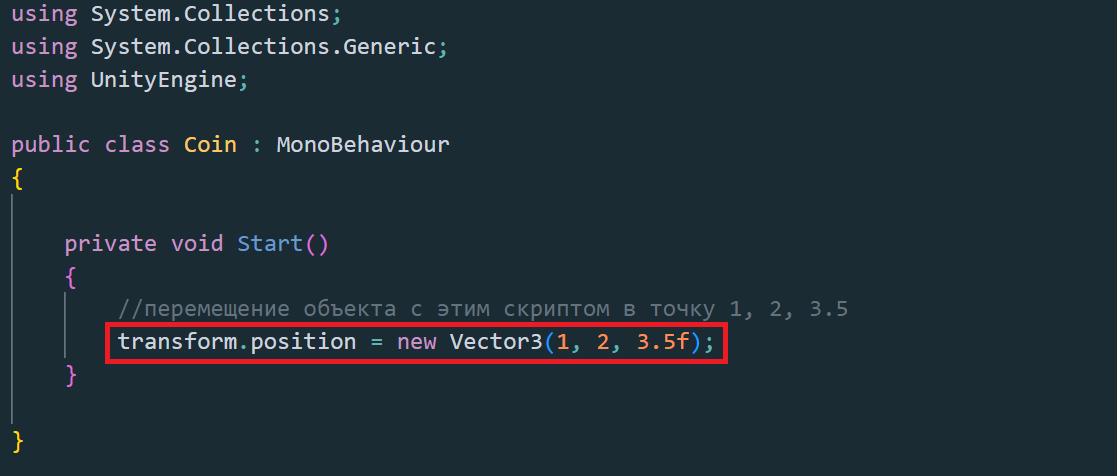 using System.Collections;
using System.Collections.Generic;
using UnityEngine;
public class Coin : MonoBehaviour
{
private void Start()
{
//перемещение объекта с этим скриптом в точку 1, 2, 3.5
transform.position = new Vector3(1, 2, 3.5f);
}
}